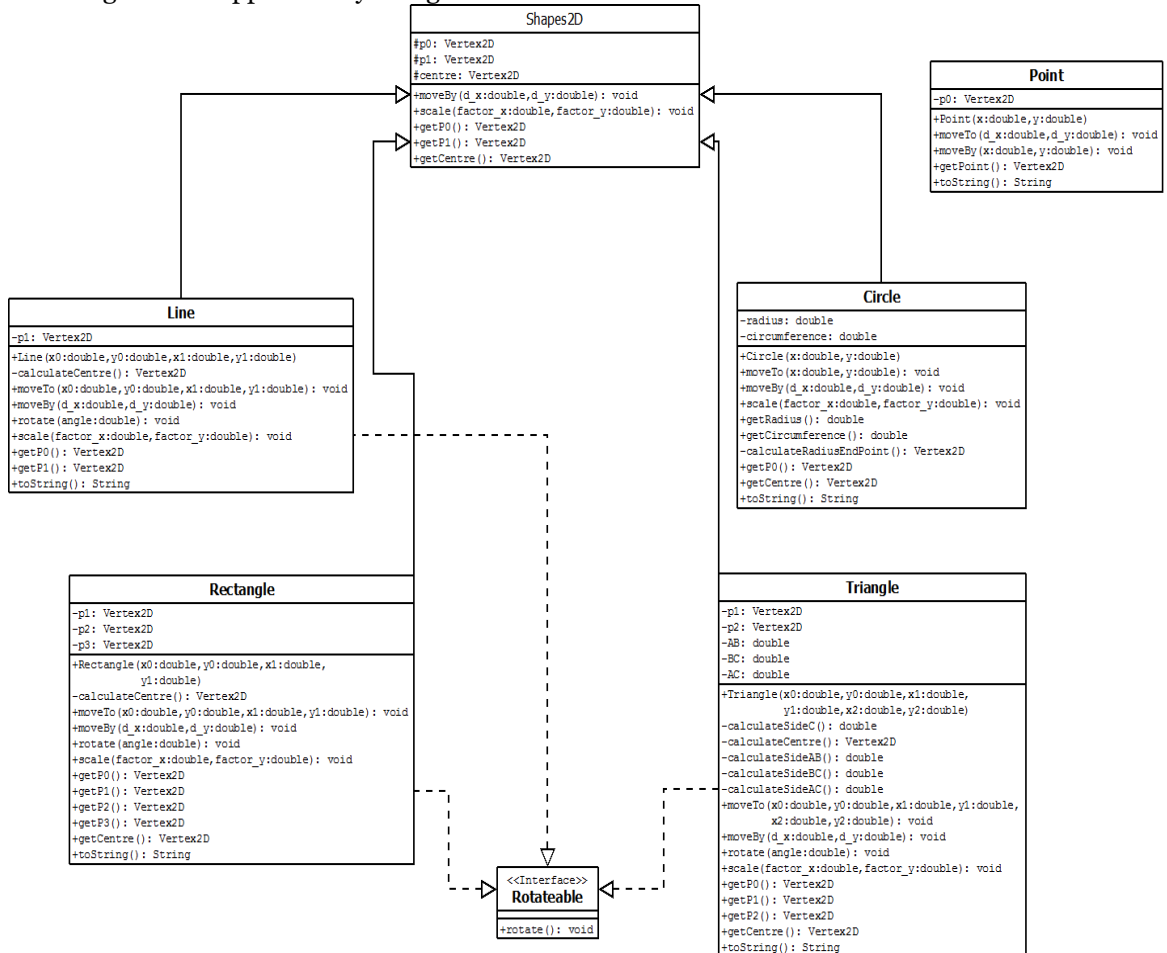 Shapes2D
#p0: Vertex2D
#p1: Vertex2D
#centre: Vertex2D
+moveBy(d_x:double,d_y:double): void
+scale(factor_x:double,factor_y:double): void
+getP0(): Vertex2D
+getP1(): Vertex2D
+getCentre(): Vertex2D
Point
-p0: Vertex2D
+Point(x:double,y:double)
+moveTo(d_x:double,d_y:double): void
+moveBy(x:double,y:double): void
+getPoint(): Vertex2D
+toString(): String
Line
-p1: Vertex2D
+Line(x0:double,y0:double,x1:double,y1:double)
-calculateCentre(): Vertex2D
+moveTo(x0:double,y0:double,x1:double,y1:double): void
+moveBy(d_x:double,d_y:double): void
+rotate(angle:double): void
+scale(factor_x:double,factor_y:double): void
+getP0(): Vertex2D
+getP1(): Vertex2D
+toString(): String
Circle
-radius: double
-circumference: double
+Circle(x:double,y:double)
+moveTo(x:double,y:double): void
+moveBy(d_x:double,d_y:double): void
+scale(factor_x:double,factor_y:double): void
+getRadius(): double
+getCircumference(): double
-calculateRadiusEndPoint(): Vertex2D
+getP0(): Vertex2D
+getCentre(): Vertex2D
+toString(): String
Rectangle
-p1: Vertex2D
-p2: Vertex2D
-p3: Vertex2D
+Rectangle(x0:double,y0:double,x1:double,
y1:double)
-calculateCentre(): Vertex2D
+moveTo(x0:double,y0:double,x1:double,y1:double): void
+moveBy(d_x:double,d_y:double): void
+rotate(angle:double): void
+scale(factor_x:double,factor_y:double): void
+getP0(): Vertex2D
+getP1(): Vertex2D
+getP2(): Vertex2D
+getP3(): Vertex2D
+getCentre(): Vertex2D
+toString(): String
Triangle
-p1: Vertex2D
-p2: Vertex2D
-AB: double
-BC: double
-AC: double
+Triangle(x0:double,y0:double,x1:double,
y1:double,x2:double,y2:double)
-calculateSideC(): double
-calculateCentre(): Vertex2D
-calculateSideAB(): double
-calculateSideBC(): double
-calculateSideAC(): double
+moveTo(x0:double,y0:double,x1:double,y1:double,
x2:double,y2:double): void
+moveBy(d_x:double,d_y:double): void
+rotate(angle:double): void
+scale(factor_x:double,factor_y:double): void
+getP0(): Vertex2D
+getP1(): Vertex2D
+getP2(): Vertex2D
+getCentre(): Vertex2D
+toString(): String
<<Interface>>
Rotateable
+rotate(): void